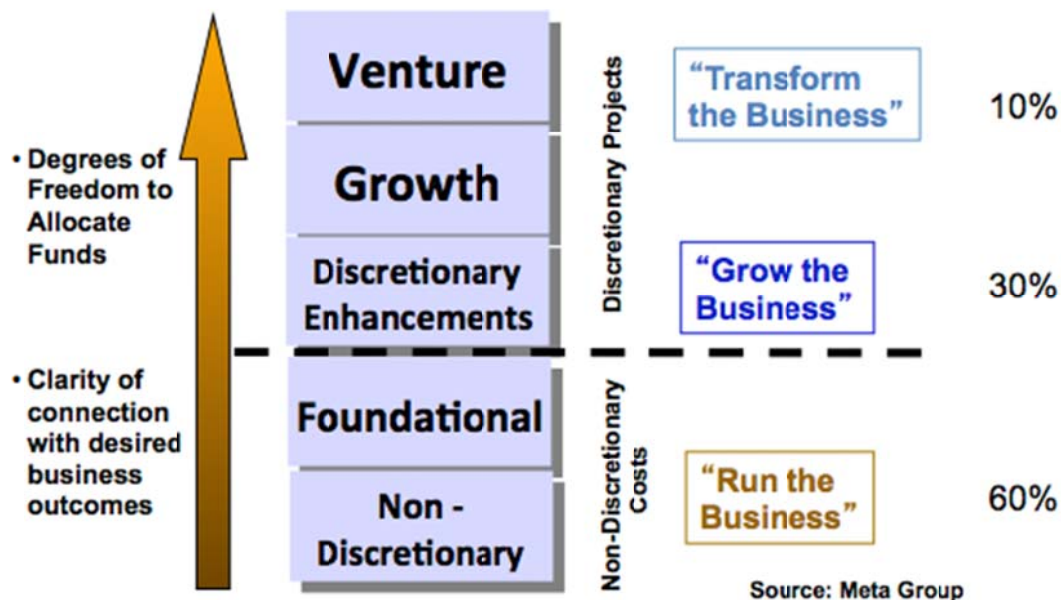 • Degrees of
Freedom to
Allocate
Funds
• Clarity of
connection
with desired
business
outcomes
Venture
Growth
Discretionary
Enhancements
Foundational
Non -
Discretionary
Discretionary Projects
Non-Discretionary
Costs
“Transform
the Business”
10%
“Grow the
Business”
30%
“Run the
Business”
60%
Source: Meta Group